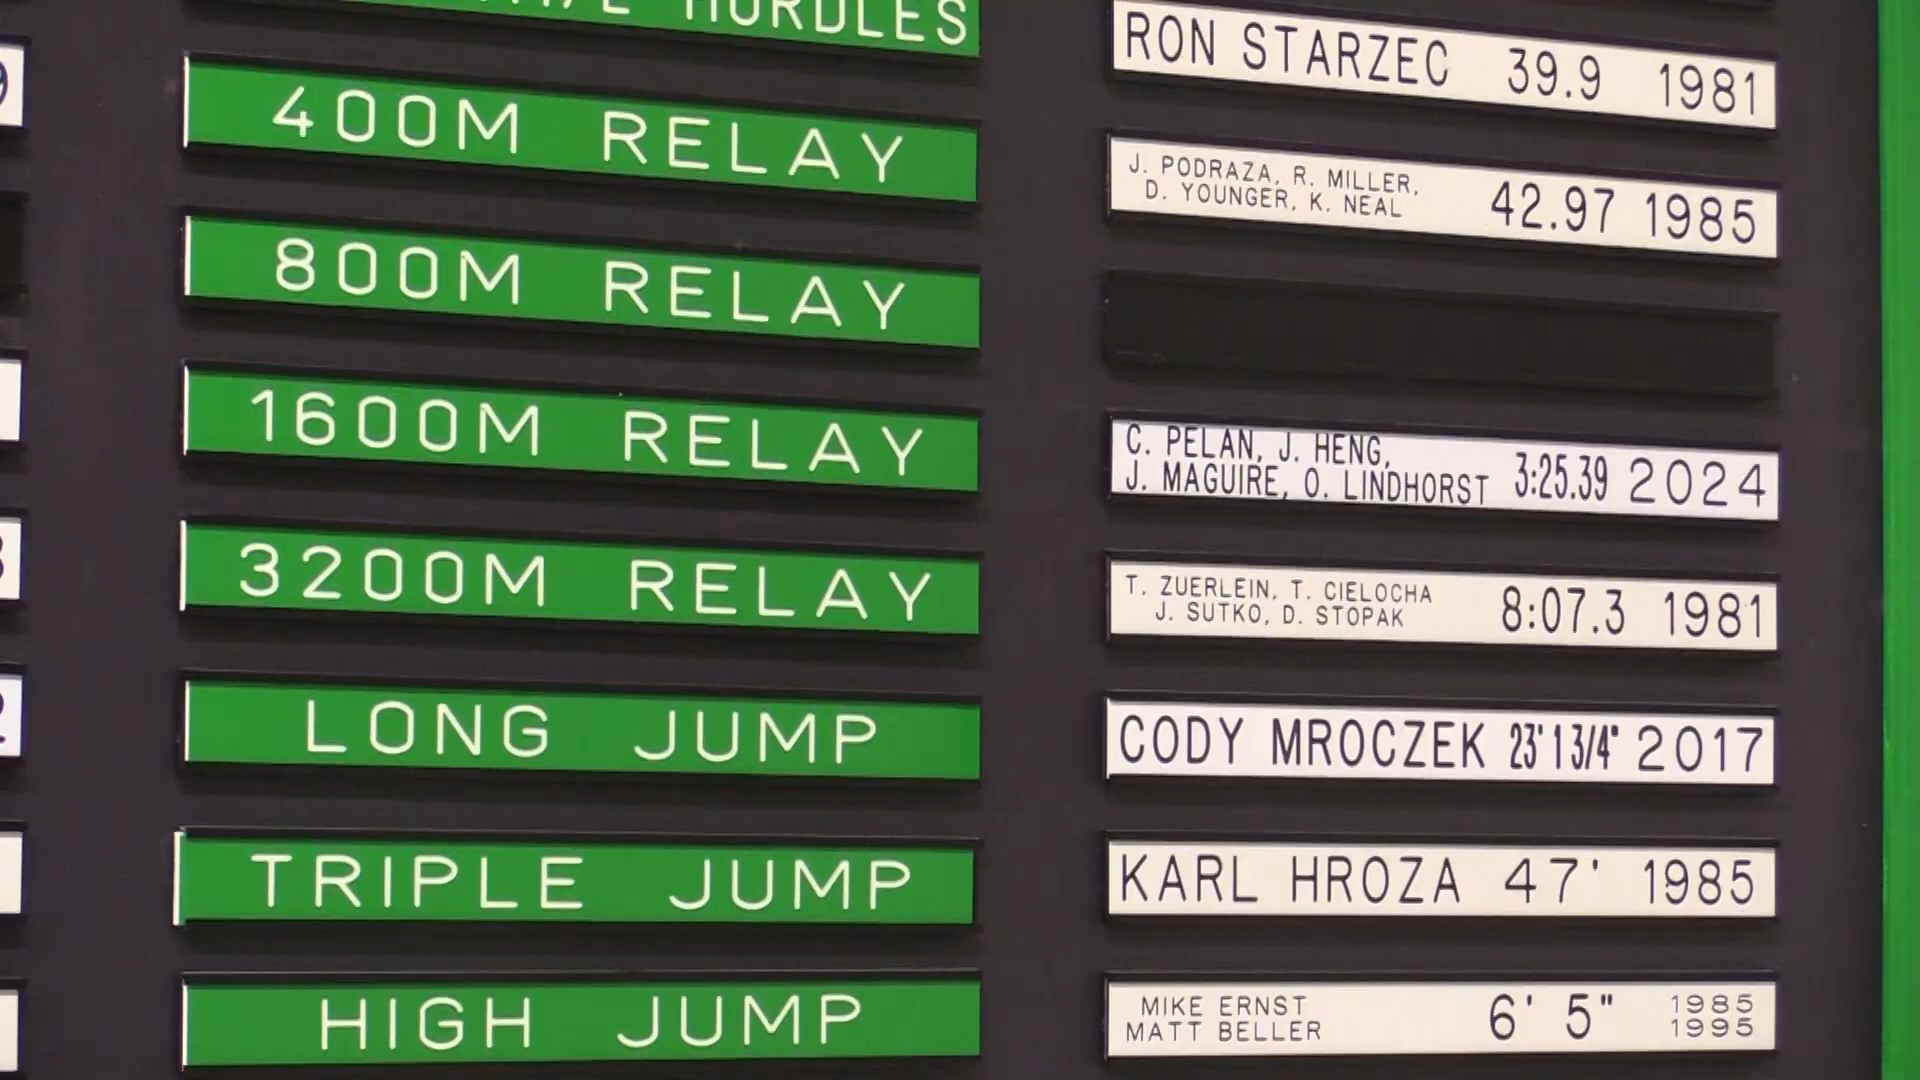 HURDLES
RON STARZEC 39.9 1981
400M RELAY
J. PODRAZA, R. MILLER,
D. YOUNGER, K. NEAL
42.97 1985
800M RELAY
1600M RELAY
C. PELAN, J. HENG,
J. MAGUIRE, O. LINDHORST
3:25.39 2024
3200M RELAY
T. ZUERLEIN, T. CIELOCHA
J. SUTKO, D. STOPAK
8:07.3 1981
LONG JUMP
CODY MROCZEK 23' 1 3/4" 2017
TRIPLE JUMP
KARL HROZA 47' 1985
HIGH JUMP
MIKE ERNST
MATT BELLER
6' 5"
1985
1995